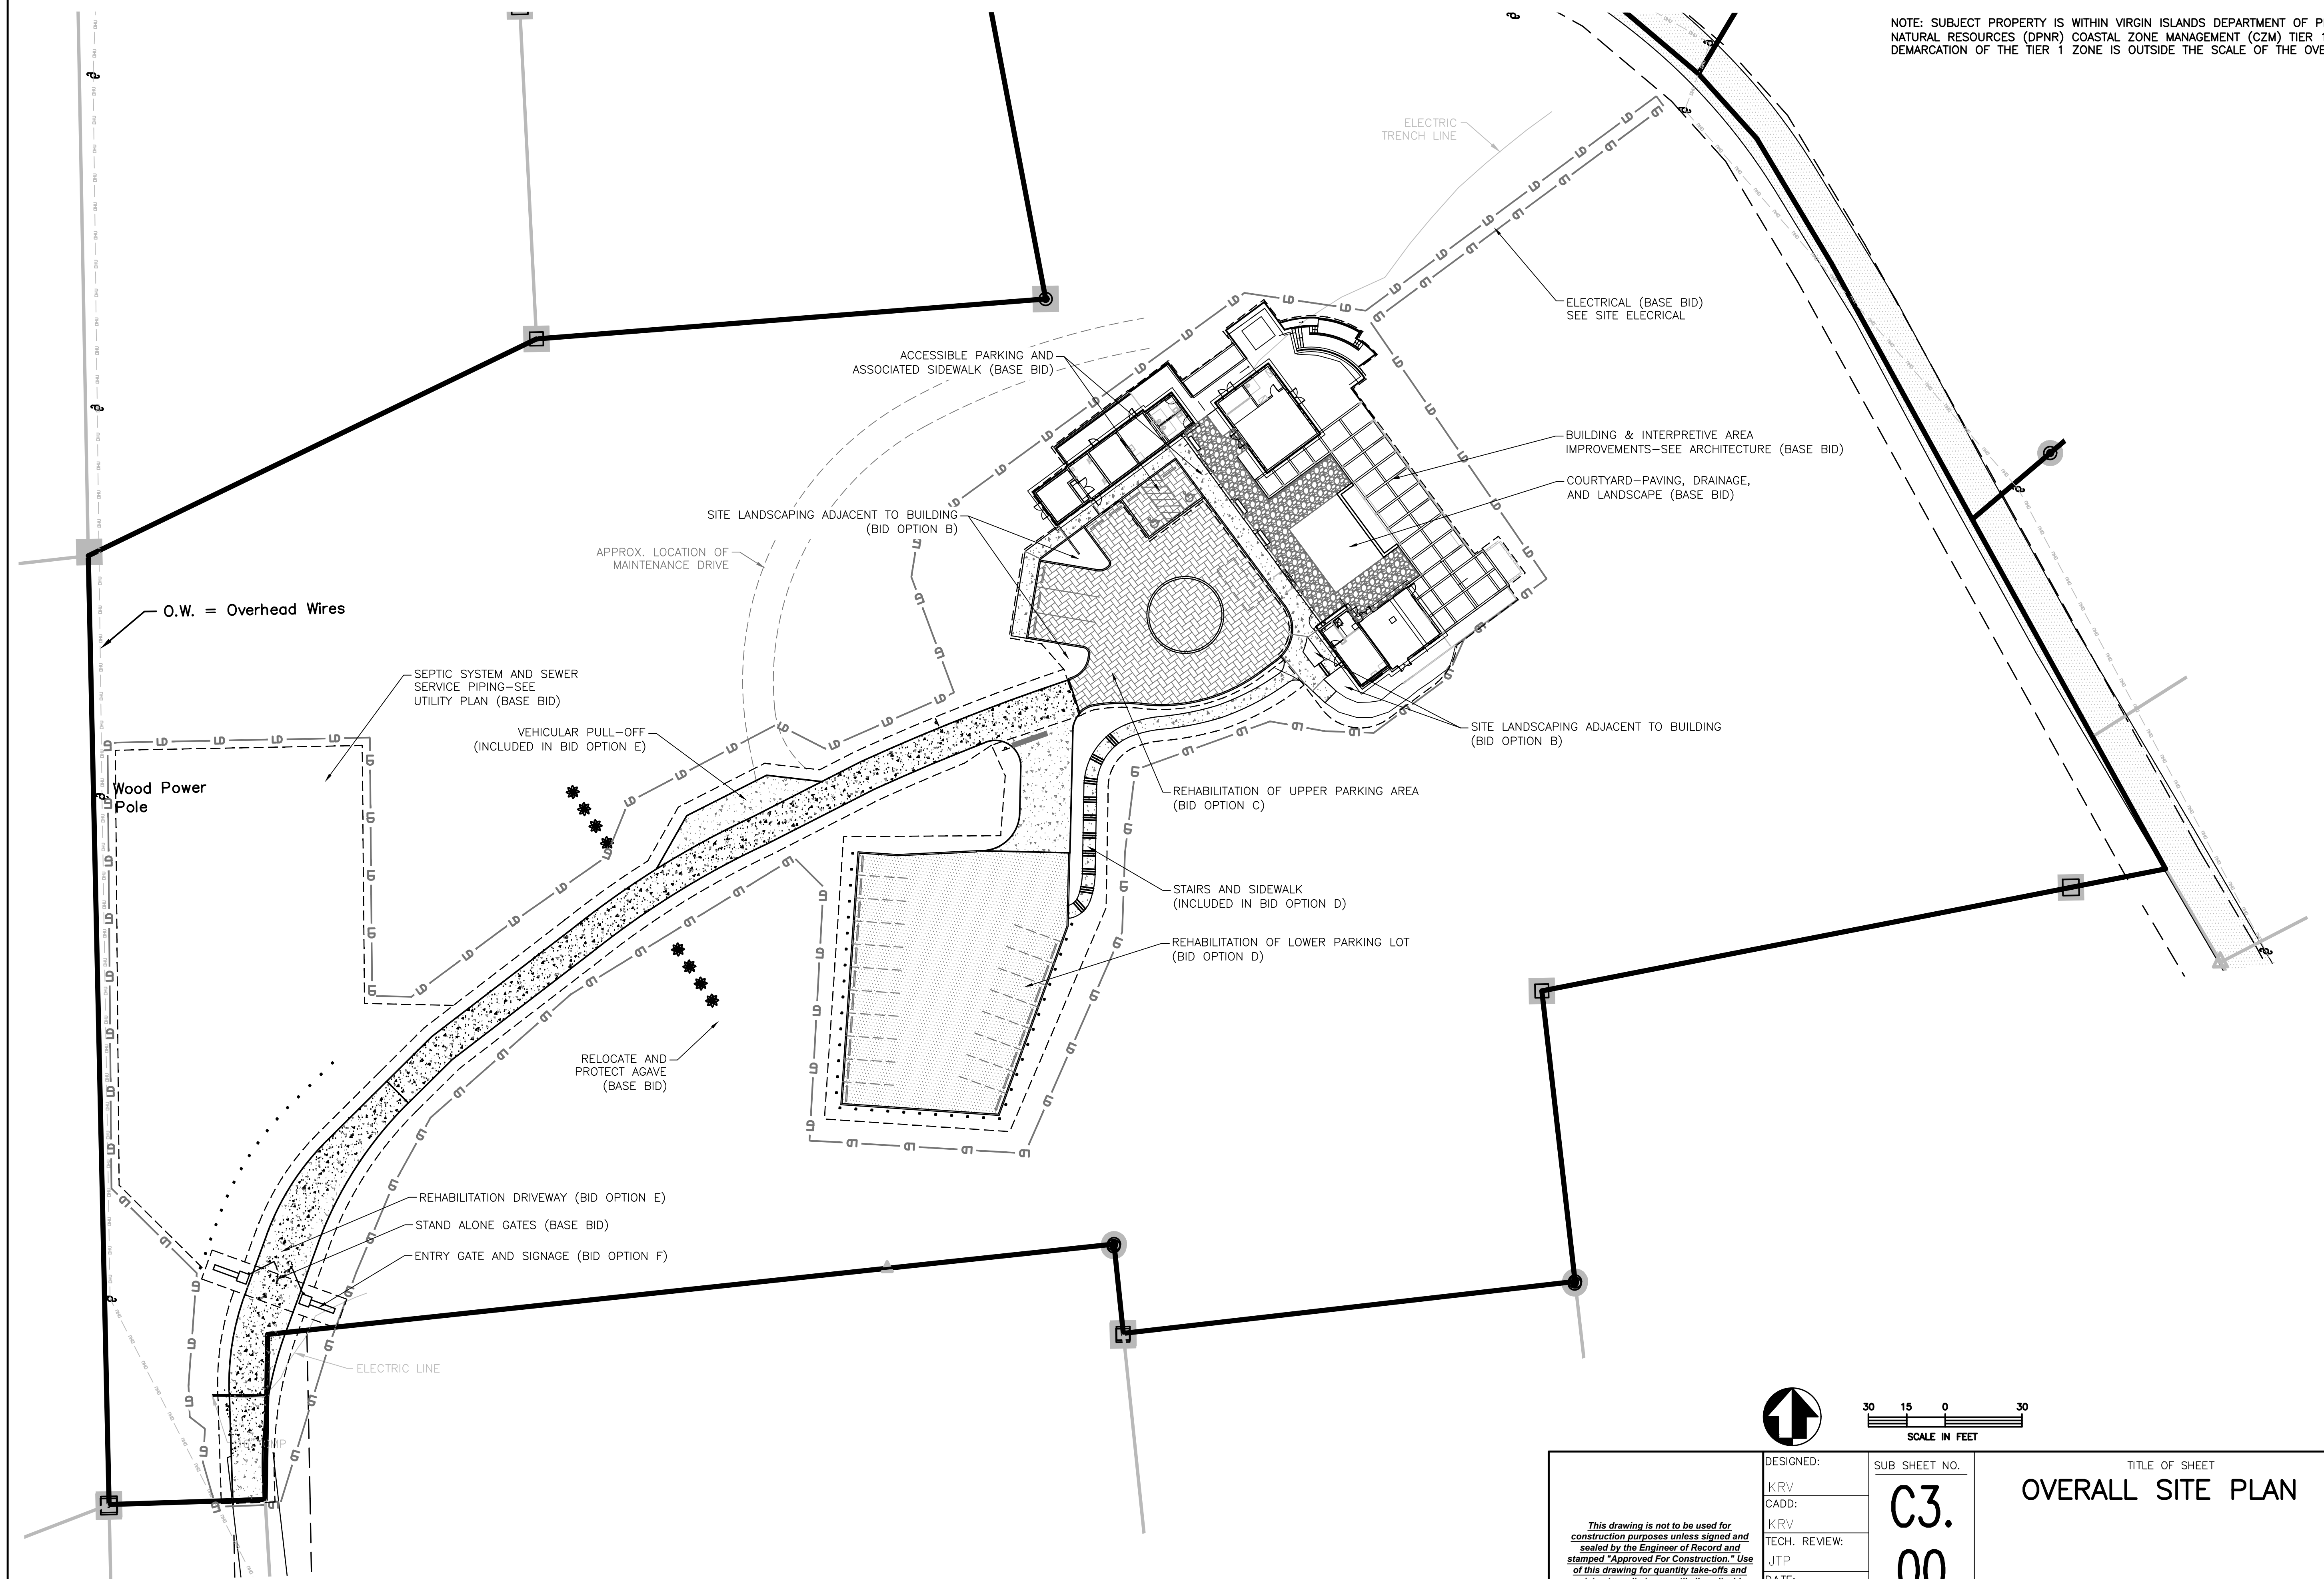 NOTE: SUBJECT PROPERTY IS WITHIN VIRGIN ISLANDS DEPARTMENT OF
NATURAL RESOURCES (DPNR) COASTAL ZONE MANAGEMENT (CZM) TIER 1
DEMARCATION OF THE TIER 1 ZONE IS OUTSIDE THE SCALE OF THE
ELECTRIC
TRENCH LINE
ELECTRICAL (BASE BID)
SEE SITE ELECRICAL
ACCESSIBLE PARKING AND
ASSOCIATED SIDEWALK (BASE BID)
BUILDING & INTERPRETIVE AREA
IMPROVEMENTS-SEE ARCHITECTURE (BASE BID)
COURTYARD-PAVING, DRAINAGE,
AND LANDSCAPE (BASE BID)
SITE LANDSCAPING ADJACENT TO BUILDING
(BID OPTION B)
APPROX. LOCATION OF
MAINTENANCE DRIVE
O.W. = Overhead Wires
SEPTIC SYSTEM AND SEWER
SERVICE PIPING-SEE
UTILITY PLAN (BASE BID)
VEHICULAR PULL-OFF
(INCLUDED IN BID OPTION E)
SITE LANDSCAPING ADJACENT TO BUILDING
(BID OPTION B)
Wood Power
Pole
REHABILITATION OF UPPER PARKING AREA
(BID OPTION C)
STAIRS AND SIDEWALK
(INCLUDED IN BID OPTION D)
REHABILITATION OF LOWER PARKING LOT
(BID OPTION D)
RELOCATE AND
PROTECT AGAVE
(BASE BID)
REHABILITATION DRIVEWAY (BID OPTION E)
STAND ALONE GATES (BASE BID)
ENTRY GATE AND SIGNAGE (BID OPTION F)
ELECTRIC LINE
30 15 0 30
SCALE IN FEET
This drawing is not to be used for
construction purposes unless signed and
sealed by the Engineer of Record and
stamped "Approved For Construction." Use
of this drawing for quantity take-offs and
DESIGNED:
KRV
CADD:
KRV
TECH. REVIEW:
JTP
DATE:
SUB SHEET NO.
C3.
00
TITLE OF SHEET
OVERALL SITE PLAN